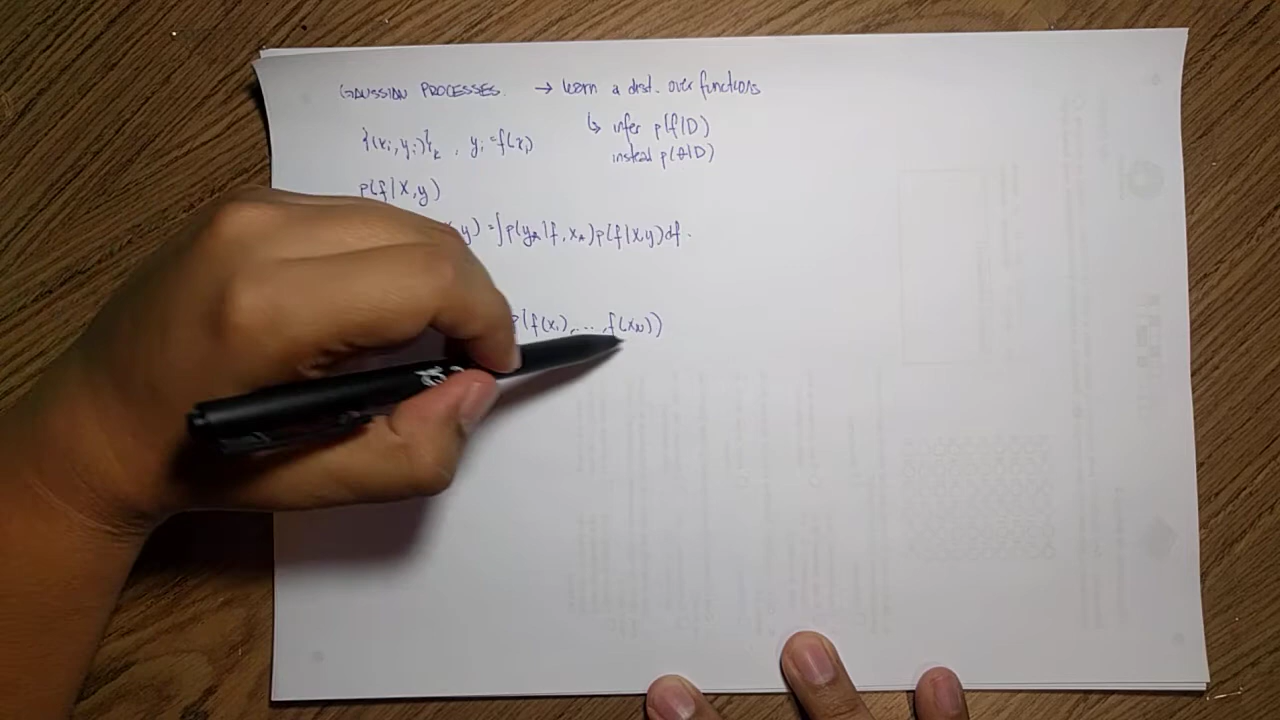 GAUSSIAN PROCESSES. → learn a dist. over functions
{(xi, yi)}k , yi = f(xi)
↳ infer p(f|D)
instead p(θ|D)
p(f|X,y)
y) = ∫p(y*|f, x*)p(f|X,y)df.
p(f(x1),...,f(xN))